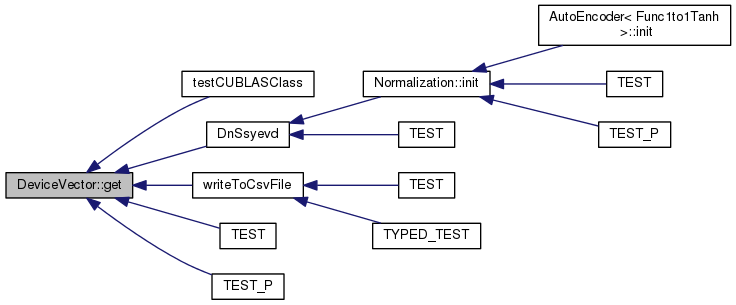 AutoEncoder< Func1to1Tanh
>::init
testCUBLASClass
Normalization::init
TEST
DnSsyevd
TEST
TEST_P
DeviceVector::get
writeToCsvFile
TEST
TEST
TYPED_TEST
TEST_P